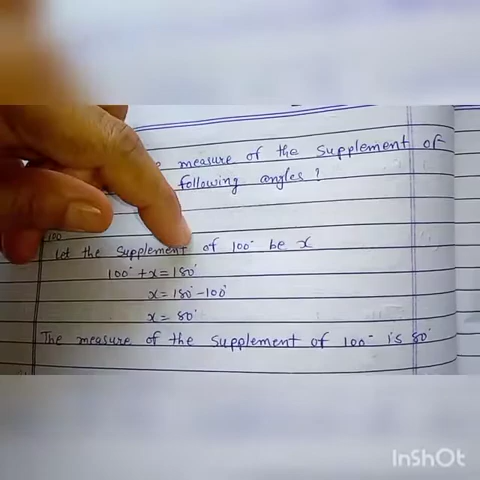 measure of the supplement of
following angles?
100
Let the supplement of 100° be x
100° + x = 180°
x = 180° - 100°
x = 80°
The measure of the supplement of 100° is 80°
InShOt